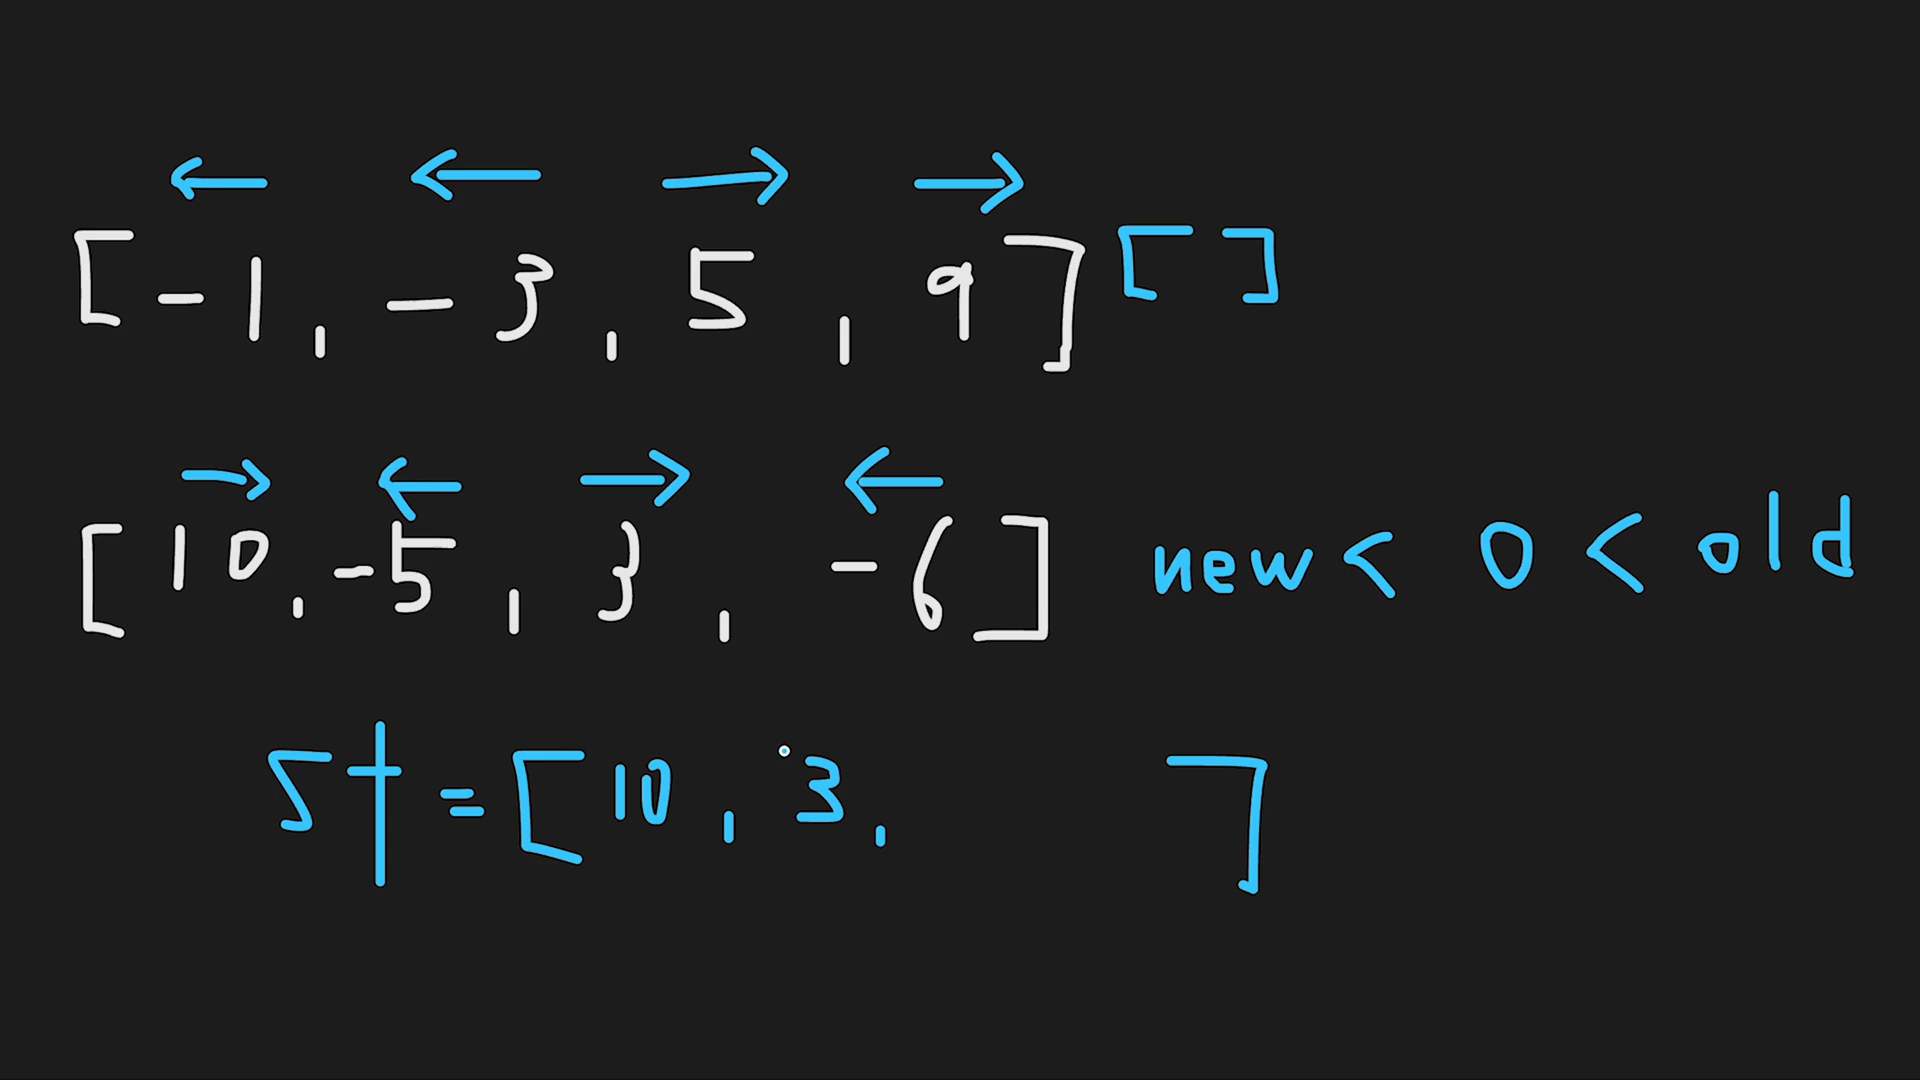 [-1, -3, 5, 9] []
[10, -5, 3, -6] new < 0 < old
st = [10, 3, ]